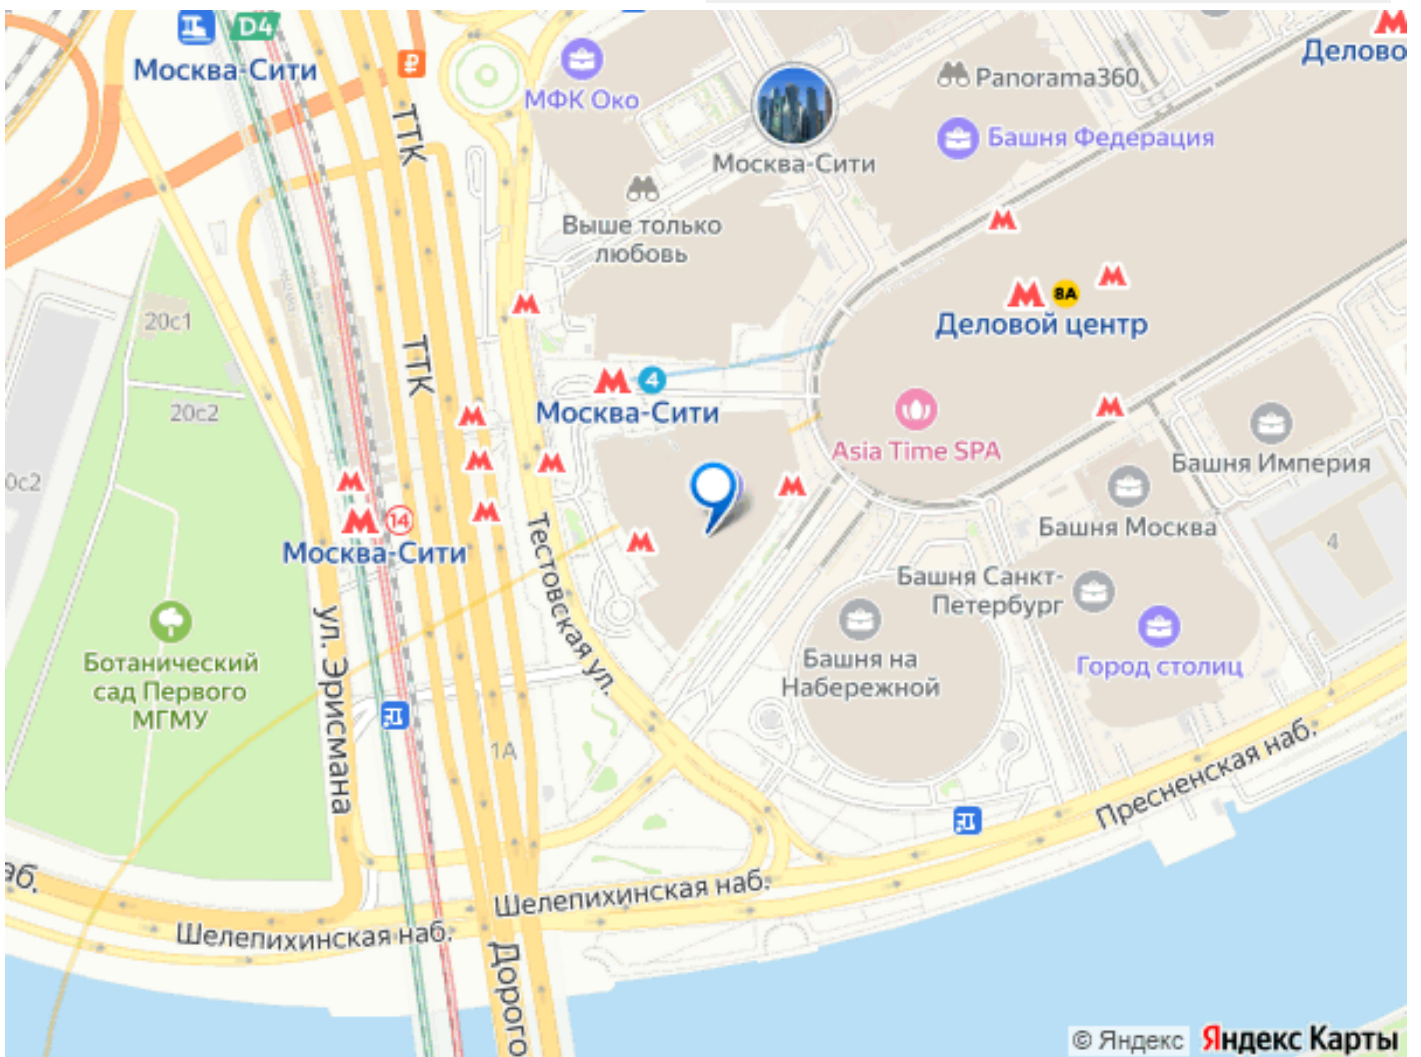 D4
Москва-Сити
ТТК
₽
МФК Око
Panorama360
Башня Федерация
Москва-Сити
Делово
Выше только
любовь
20с1
20с2
0с2
ТТК
8А
Деловой центр
4
Москва-Сити
Asia Time SPA
Башня Империя
Башня Москва
4
14
Москва-Сити
Тестовская ул.
Башня Санкт-
Петербург
Башня на
Набережной
Город столиц
Ботанический
сад Первого
МГМУ
ул. Эрисмана
1А
Пресненская наб.
аб.
Шелепихинская наб.
Шелепихинская наб.
Дорого
© Яндекс Яндекс Карты